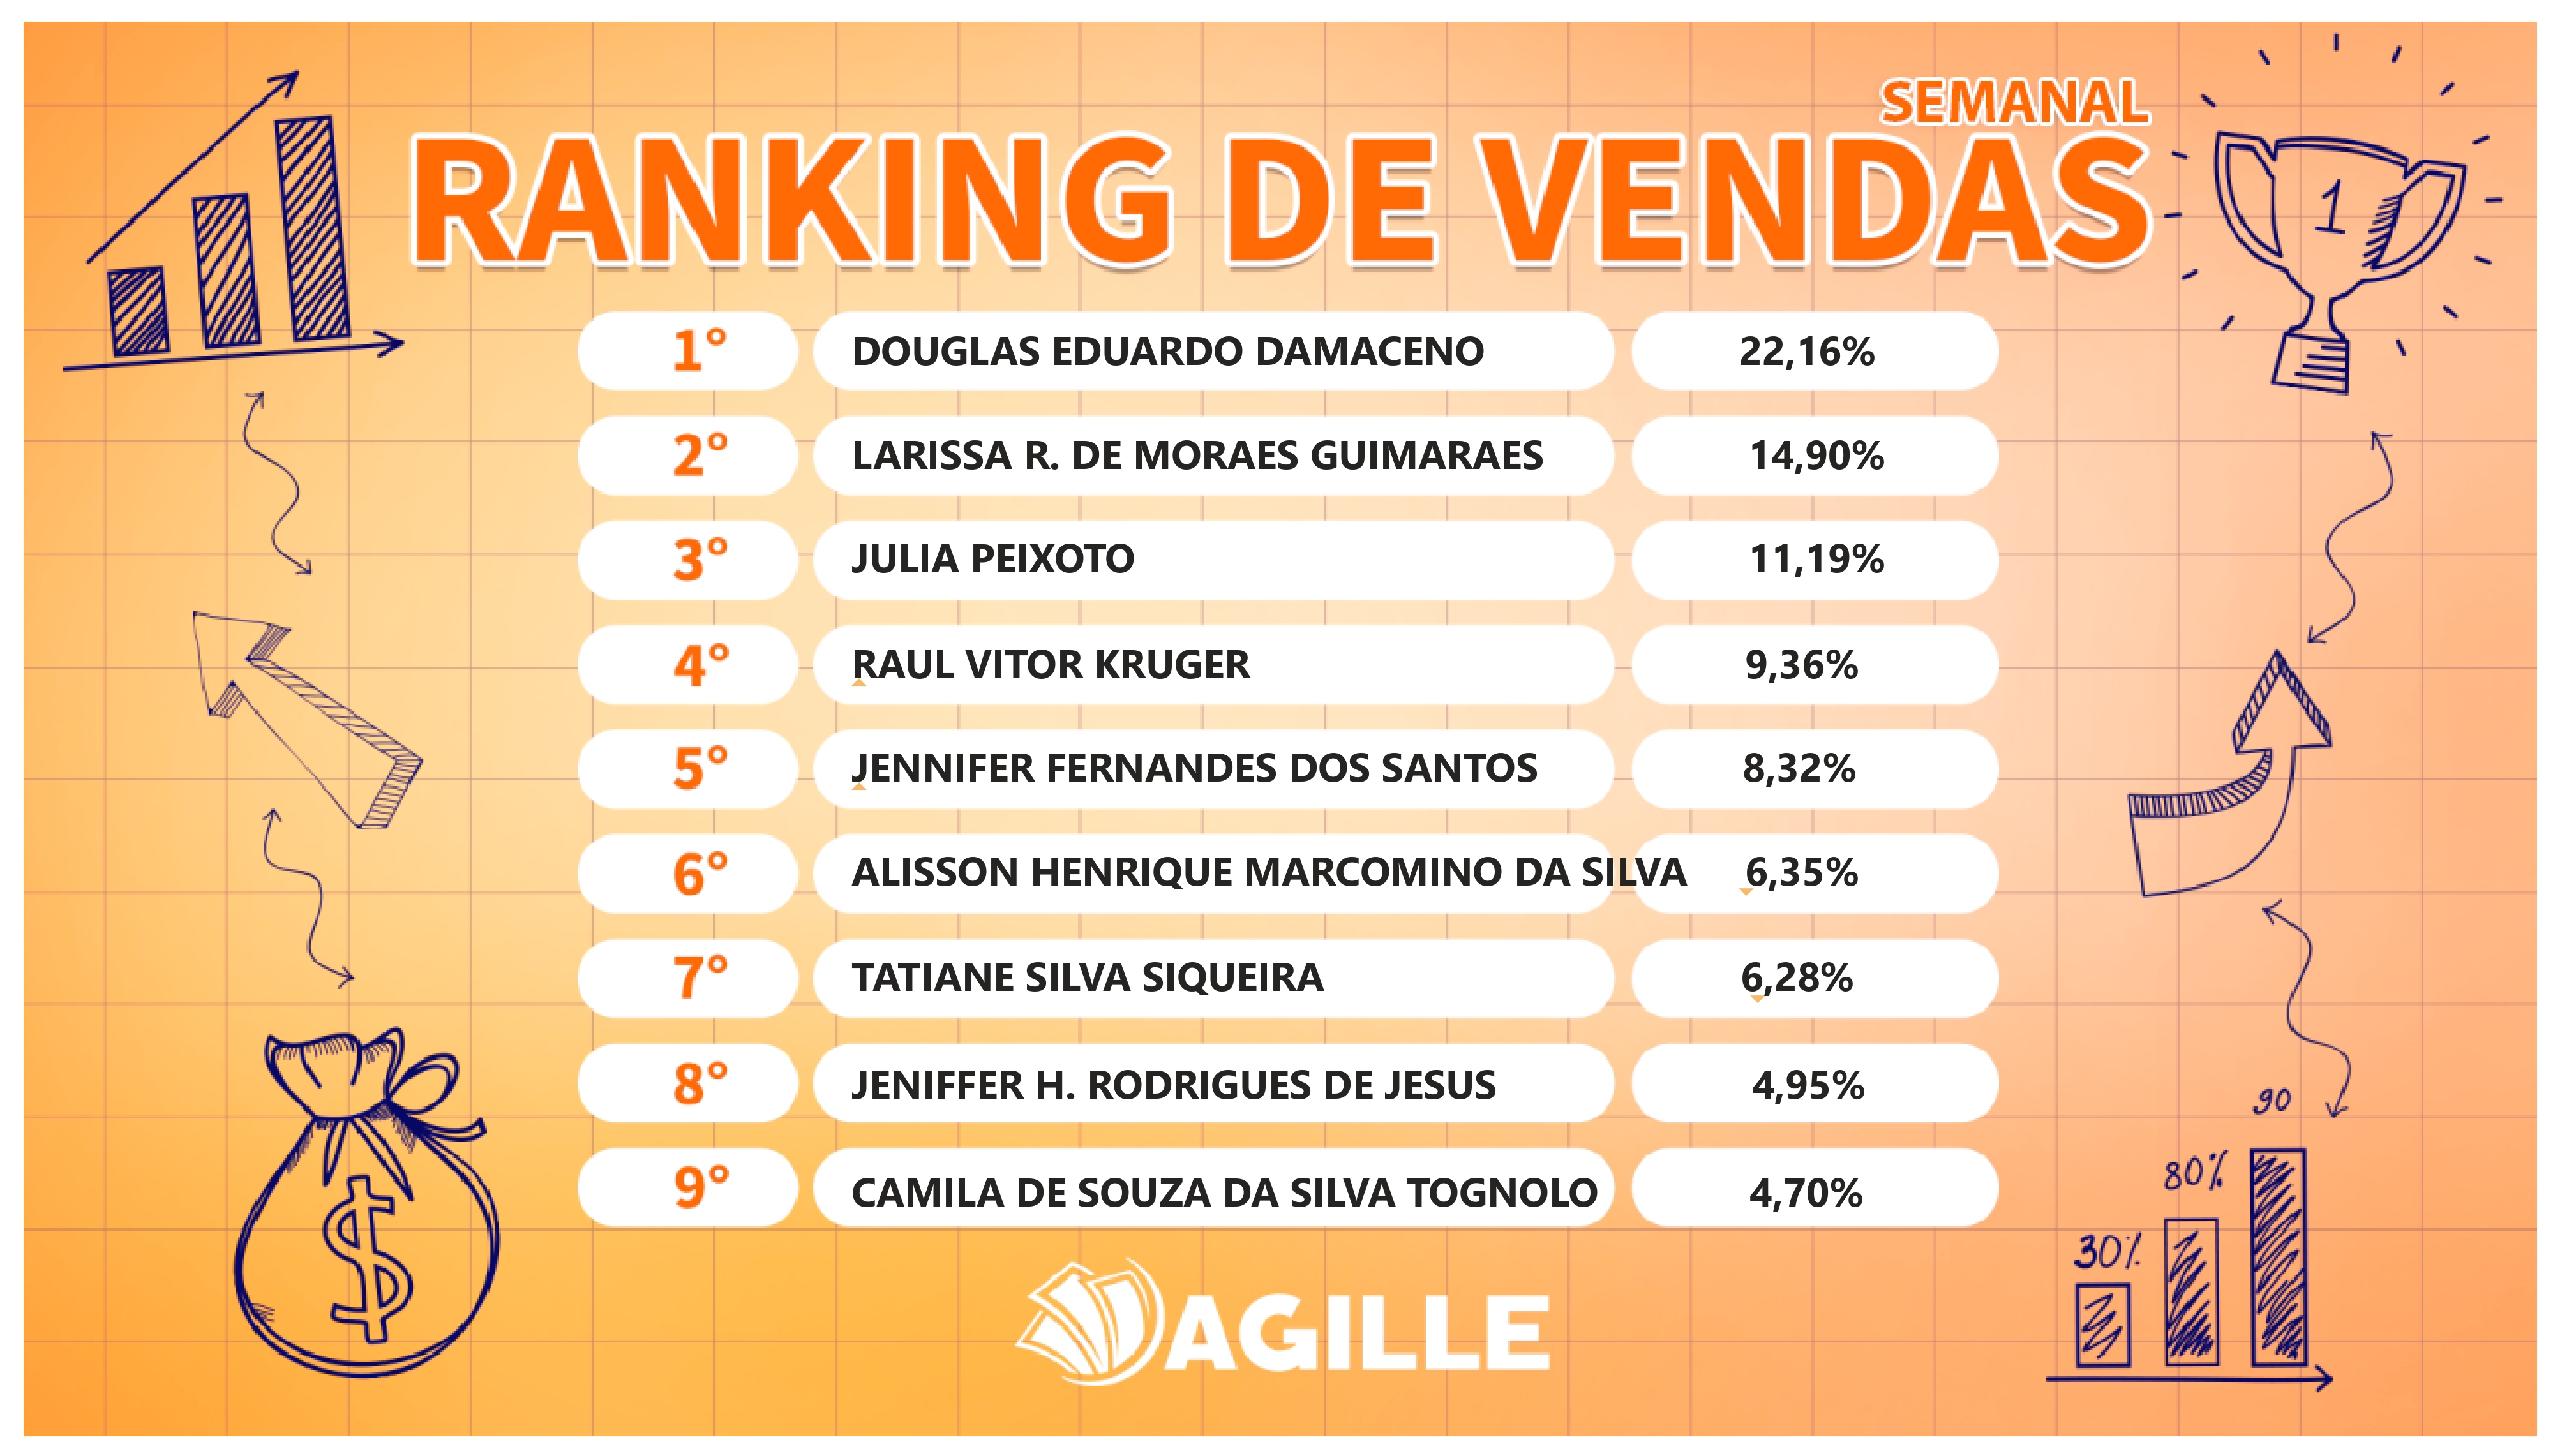 SEMANAL
RANKING DE VENDAS
1
1° DOUGLAS EDUARDO DAMACENO 22,16%
2° LARISSA R. DE MORAES GUIMARAES 14,90%
3° JULIA PEIXOTO 11,19%
4° RAUL VITOR KRUGER 9,36%
5° JENNIFER FERNANDES DOS SANTOS 8,32%
6° ALISSON HENRIQUE MARCOMINO DA SILVA 6,35%
7° TATIANE SILVA SIQUEIRA 6,28%
8° JENIFFER H. RODRIGUES DE JESUS 4,95%
9° CAMILA DE SOUZA DA SILVA TOGNOLO 4,70%
$
90
80%
30%
AGILLE